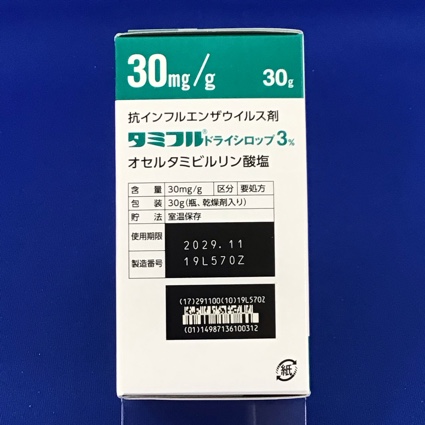 30mg/g 30g
抗インフルエンザウイルス剤
タミフル®ドライシロップ3%
オセルタミビルリン酸塩
含 量 30mg/g 区分 要処方
包 装 30g(瓶、乾燥剤入り)
貯 法 室温保存
使用期限 2029.11
製造番号 19L570Z
(17)291100(10)19L570Z
(01)14987136100312
紙